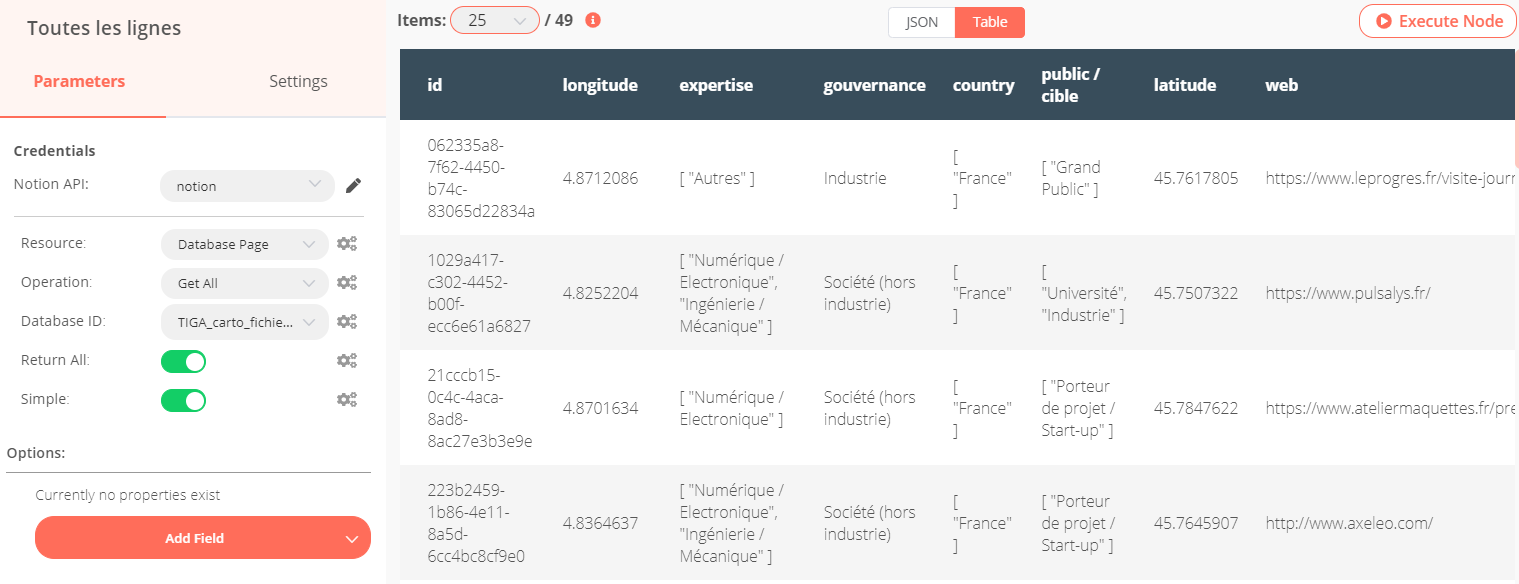 Toutes les lignes
Parameters
Settings
Credentials
Notion API:
notion
Resource:
Database Page
Operation:
Get All
Database ID:
TIGA_carto_fichie...
Return All:
Simple:
Options:
Currently no properties exist
Add Field
Items: 25 / 49
JSON
Table
Execute Node
id
longitude
expertise
gouvernance
country
public /
cible
latitude
web
062335a8-
7f62-4450-
b74c-
83065d22834a
4.8712086
[ "Autres" ]
Industrie
[
"France"
]
[ "Grand
Public" ]
45.7617805
https://www.leprogres.fr/visite-jour
1029a417-
c302-4452-
b00f-
ecc6e61a6827
4.8252204
[ "Numérique /
Electronique",
"Ingénierie /
Mécanique" ]
Société (hors
industrie)
[
"France"
]
[
"Université",
"Industrie" ]
45.7507322
https://www.pulsalys.fr/
21cccb15-
0c4c-4aca-
8ad8-
8ac27e3b3e9e
4.8701634
[ "Numérique /
Electronique" ]
Société (hors
industrie)
[
"France"
]
[ "Porteur
de projet /
Start-up" ]
45.7847622
https://www.ateliermaquettes.fr/pre
223b2459-
1b86-4e11-
8a5d-
6cc4bc8cf9e0
4.8364637
[ "Numérique /
Electronique",
"Ingénierie /
Mécanique" ]
Société (hors
industrie)
[
"France"
]
[ "Porteur
de projet /
Start-up" ]
45.7645907
http://www.axeleo.com/